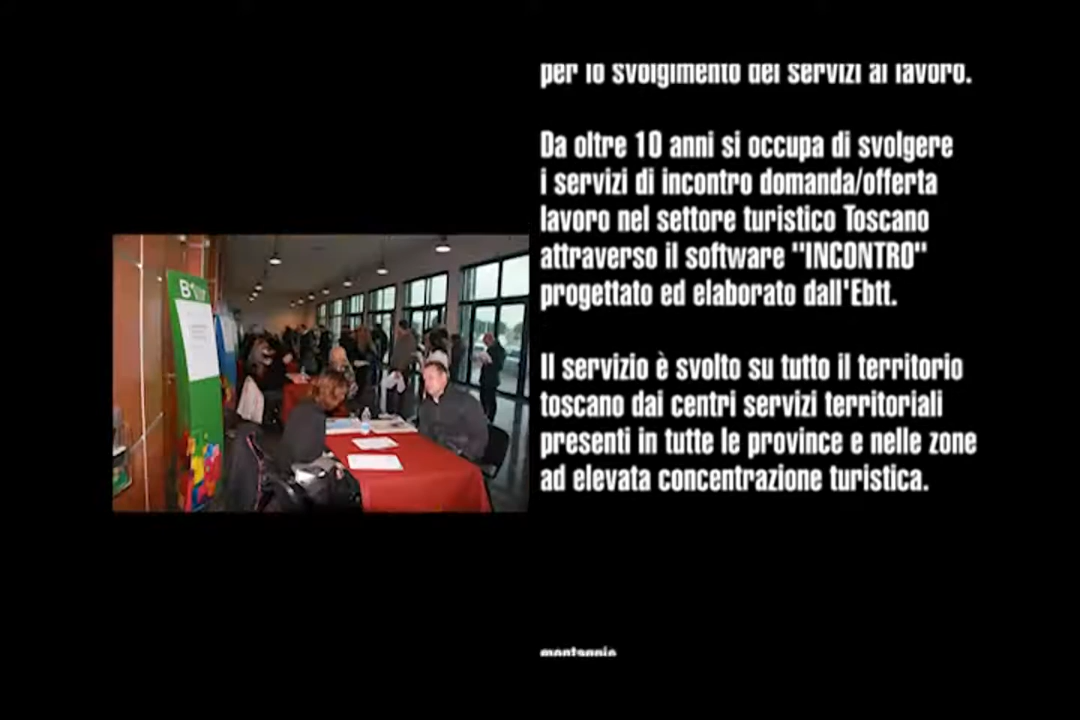 per lo svolgimento dei servizi al lavoro.
Da oltre 10 anni si occupa di svolgere
i servizi di incontro domanda/offerta
lavoro nel settore turistico Toscano
attraverso il software "INCONTRO"
progettato ed elaborato dall'Ebtt.
Il servizio è svolto su tutto il territorio
toscano dai centri servizi territoriali
presenti in tutte le province e nelle zone
ad elevata concentrazione turistica.
montaggio